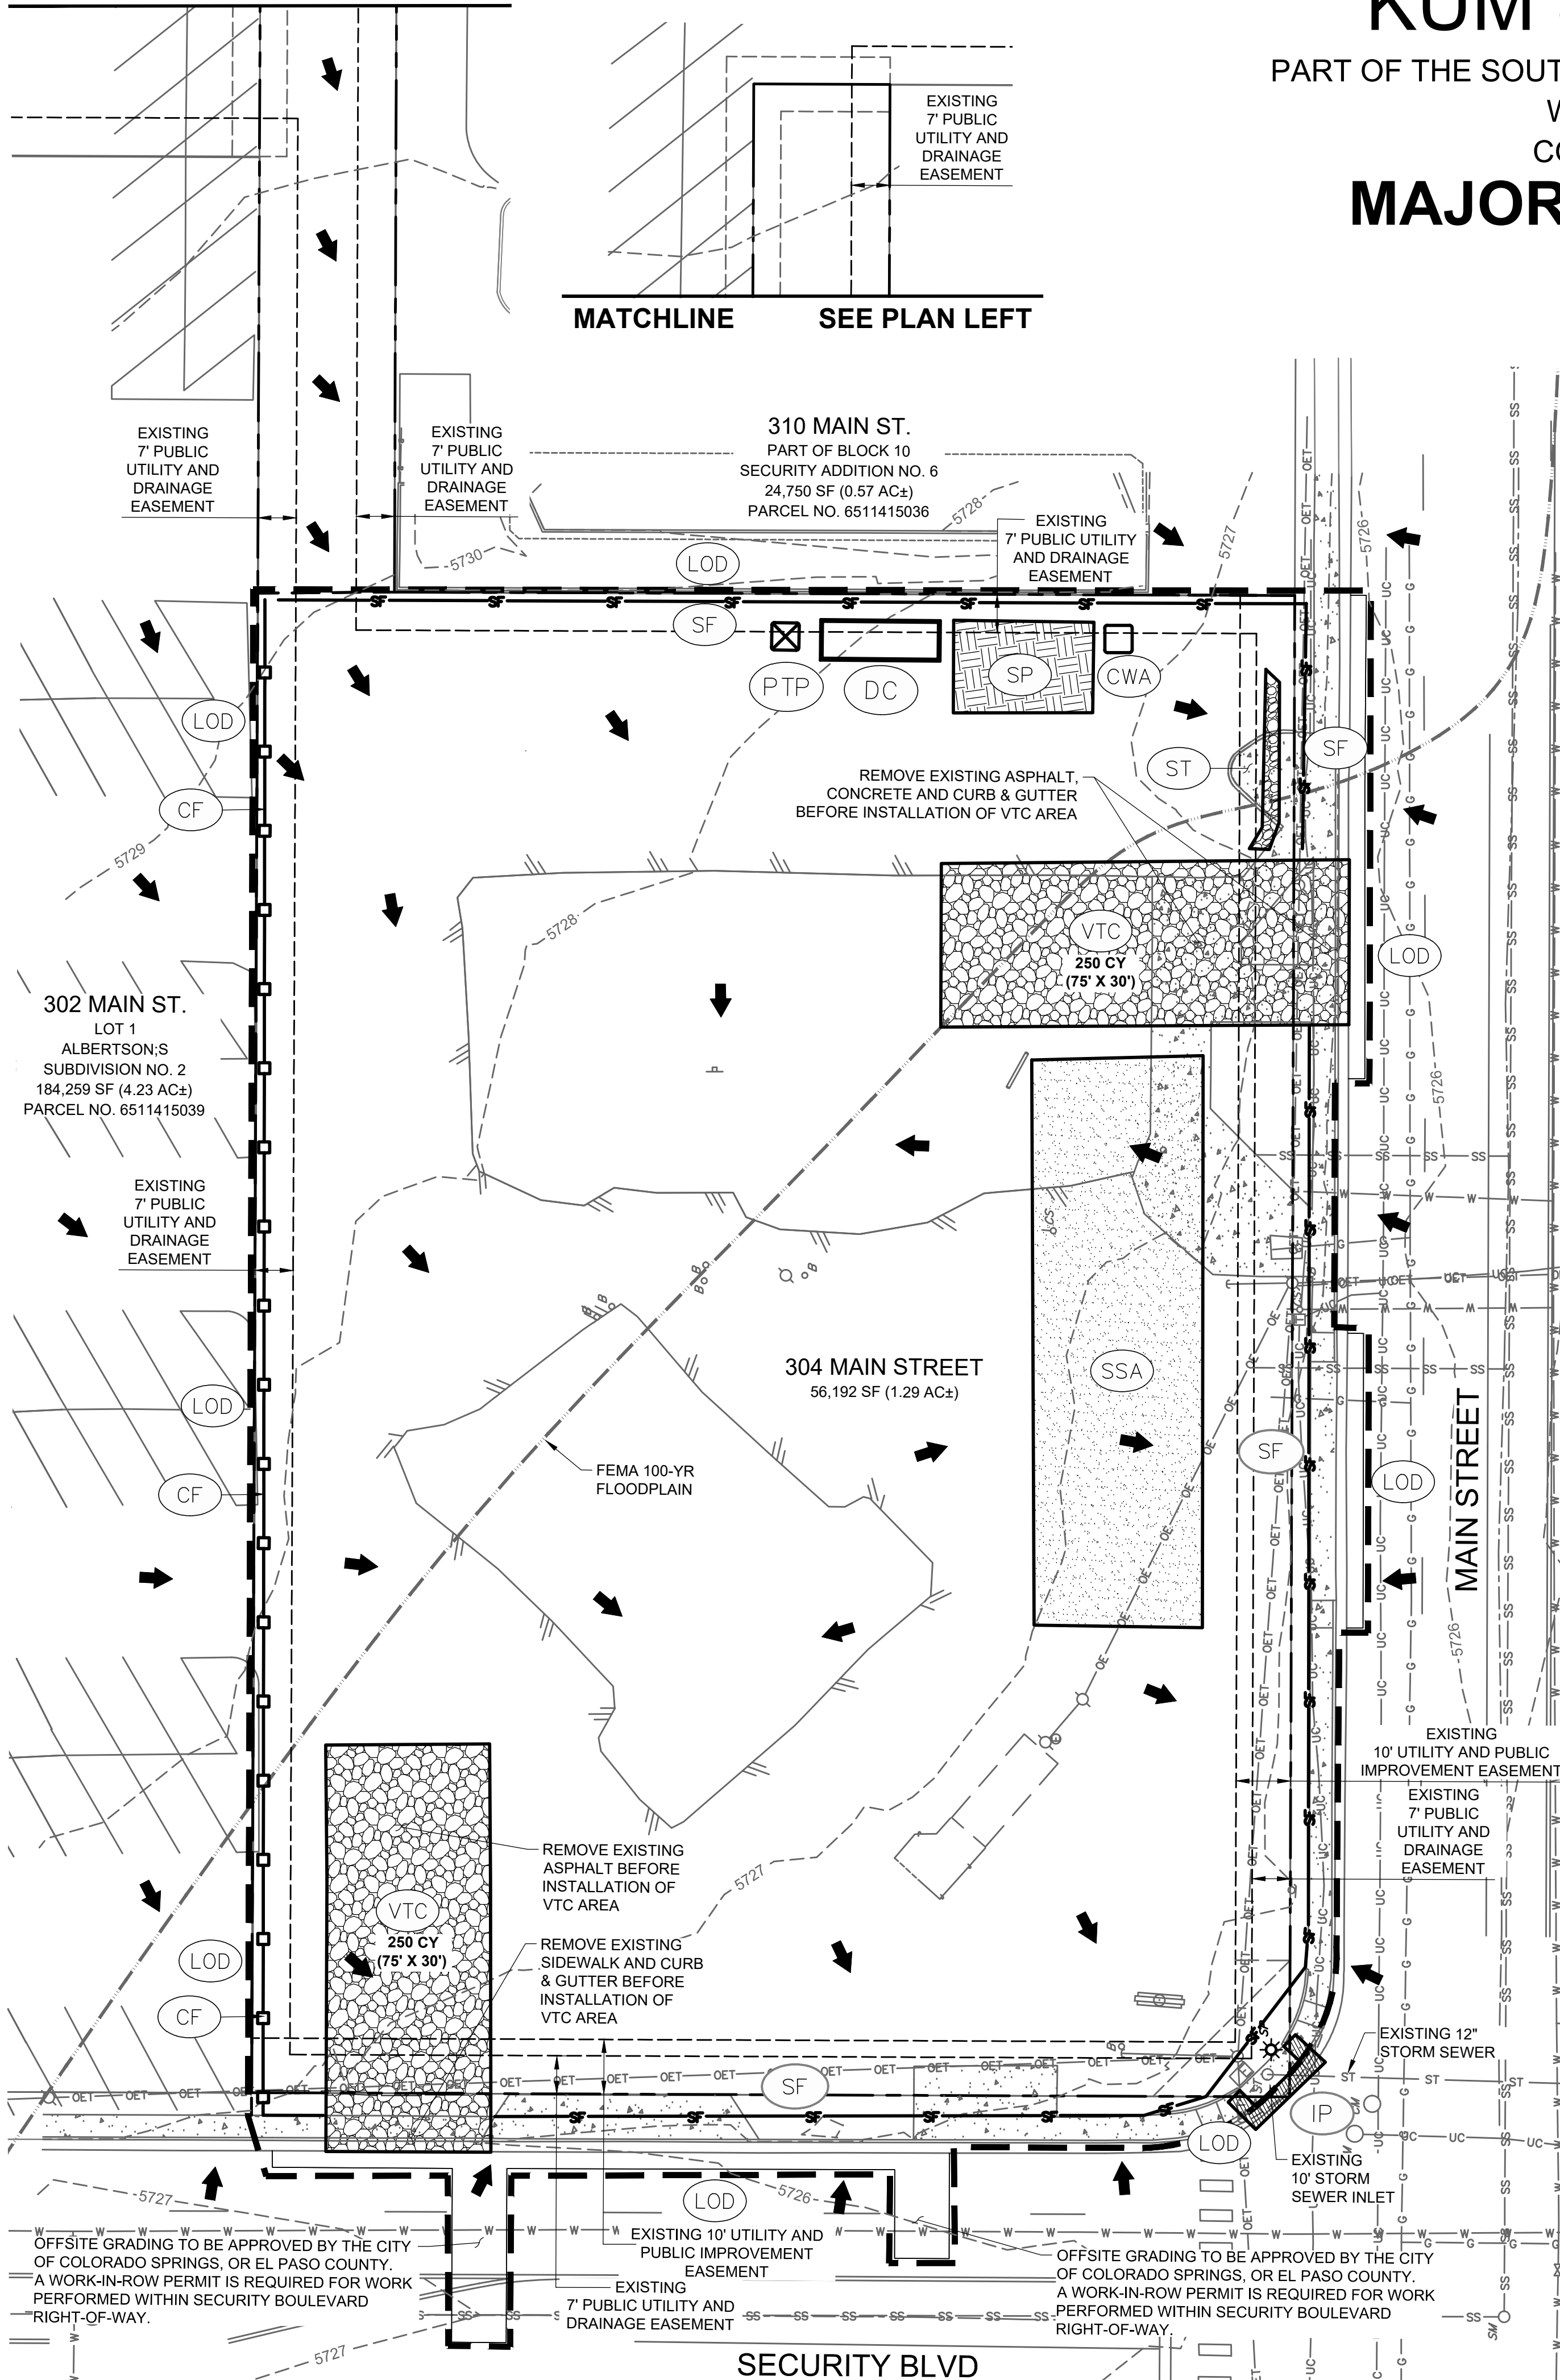 KUM
PART OF THE SOUT
W
CO
MAJOR
EXISTING
7' PUBLIC
UTILITY AND
DRAINAGE
EASEMENT
MATCHLINE SEE PLAN LEFT
EXISTING
7' PUBLIC
UTILITY AND
DRAINAGE
EASEMENT
EXISTING
7' PUBLIC
UTILITY AND
DRAINAGE
EASEMENT
310 MAIN ST.
PART OF BLOCK 10
SECURITY ADDITION NO. 6
24,750 SF (0.57 AC±)
PARCEL NO. 6511415036
5728
5730
EXISTING
7' PUBLIC UTILITY
AND DRAINAGE
EASEMENT
5727
5726
LOD
SF
PTP
DC
SP
CWA
LOD
CF
5729
ST
SF
REMOVE EXISTING ASPHALT,
CONCRETE AND CURB & GUTTER
BEFORE INSTALLATION OF VTC AREA
5728
VTC
250 CY
(75' X 30')
LOD
302 MAIN ST.
LOT 1
ALBERTSON;S
SUBDIVISION NO. 2
184,259 SF (4.23 AC±)
PARCEL NO. 6511415039
5726
EXISTING
7' PUBLIC
UTILITY AND
DRAINAGE
EASEMENT
304 MAIN STREET
56,192 SF (1.29 AC±)
SSA
LOD
CF
FEMA 100-YR
FLOODPLAIN
SF
LOD
MAIN STREET
5726
EXISTING
10' UTILITY AND PUBLIC
IMPROVEMENT EASEMENT
EXISTING
7' PUBLIC
UTILITY AND
DRAINAGE
EASEMENT
REMOVE EXISTING
ASPHALT BEFORE
INSTALLATION OF
VTC AREA
5727
VTC
250 CY
(75' X 30')
REMOVE EXISTING
SIDEWALK AND CURB
& GUTTER BEFORE
INSTALLATION OF
VTC AREA
LOD
CF
EXISTING 12"
STORM SEWER
SF
IP
LOD
EXISTING
10' STORM
SEWER INLET
5727
LOD
5726
OFFSITE GRADING TO BE APPROVED BY THE CITY
OF COLORADO SPRINGS, OR EL PASO COUNTY.
A WORK-IN-ROW PERMIT IS REQUIRED FOR WORK
PERFORMED WITHIN SECURITY BOULEVARD
RIGHT-OF-WAY.
EXISTING 10' UTILITY AND
PUBLIC IMPROVEMENT
EASEMENT
EXISTING
7' PUBLIC UTILITY AND
DRAINAGE EASEMENT
OFFSITE GRADING TO BE APPROVED BY THE CITY
OF COLORADO SPRINGS, OR EL PASO COUNTY.
A WORK-IN-ROW PERMIT IS REQUIRED FOR WORK
PERFORMED WITHIN SECURITY BOULEVARD
RIGHT-OF-WAY.
5727
SECURITY BLVD